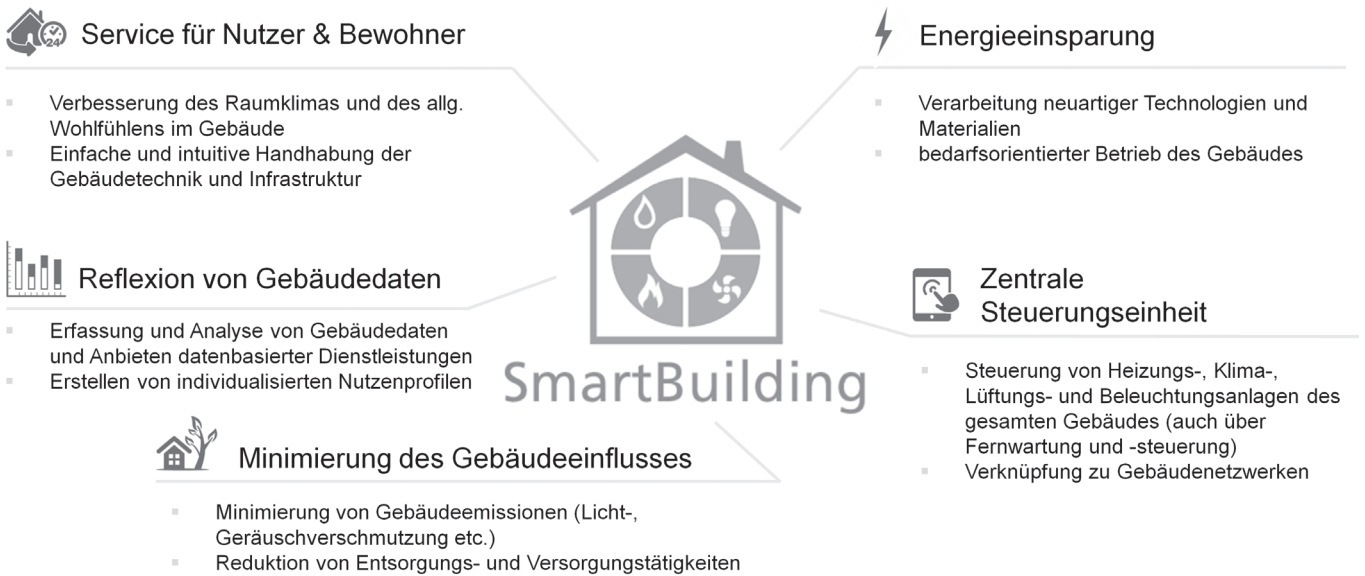 24
Service für Nutzer & Bewohner
Verbesserung des Raumklimas und des allg.
Wohlfühlens im Gebäude
Einfache und intuitive Handhabung der
Gebäudetechnik und Infrastruktur
Energieeinsparung
Verarbeitung neuartiger Technologien und
Materialien
bedarfsorientierter Betrieb des Gebäudes
Reflexion von Gebäudedaten
Erfassung und Analyse von Gebäudedaten
und Anbieten datenbasierter Dienstleistungen
Erstellen von individualisierten Nutzenprofilen
SmartBuilding
Zentrale
Steuerungseinheit
Steuerung von Heizungs-, Klima-,
Lüftungs- und Beleuchtungsanlagen des
gesamten Gebäudes (auch über
Fernwartung und -steuerung)
Verknüpfung zu Gebäudenetzwerken
Minimierung des Gebäudeeinflusses
Minimierung von Gebäudeemissionen (Licht-,
Geräuschverschmutzung etc.)
Reduktion von Entsorgungs- und Versorgungstätigkeiten